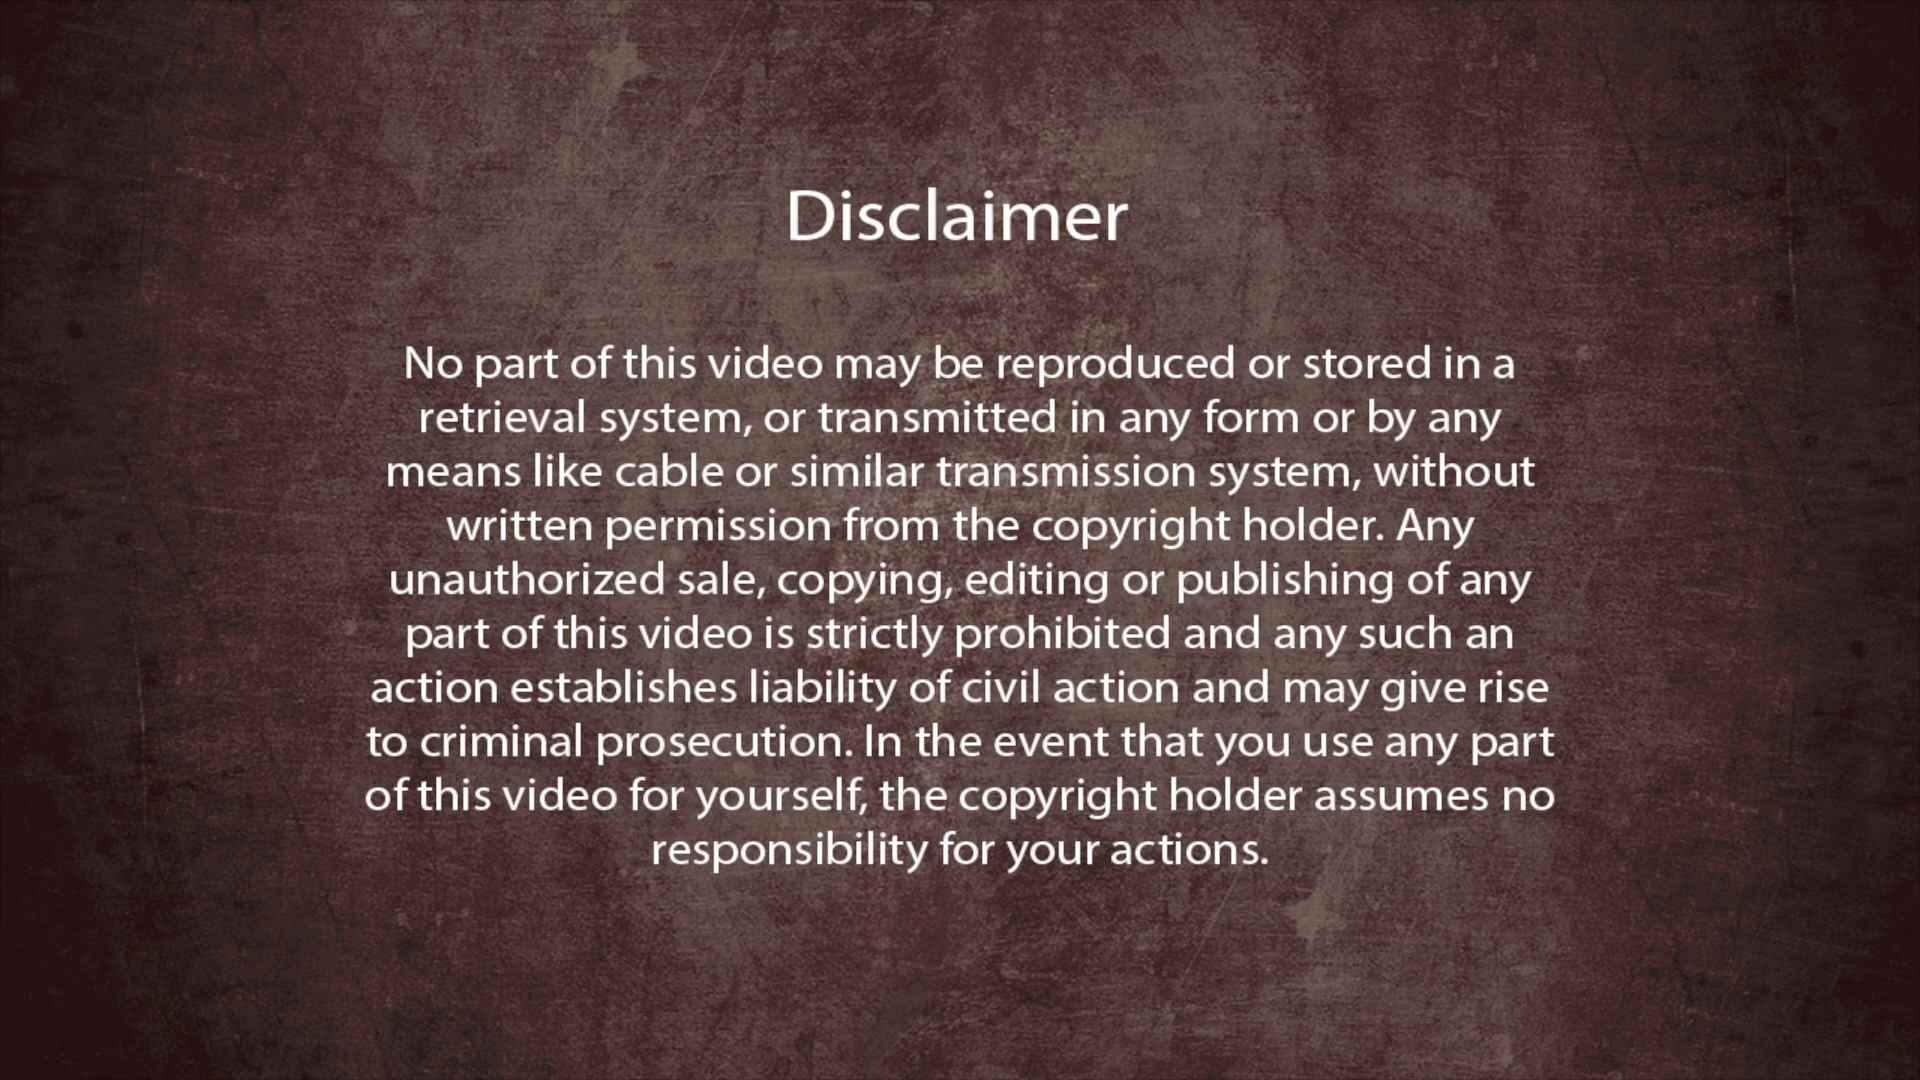 Disclaimer
No part of this video may be reproduced or stored in a
retrieval system, or transmitted in any form or by any
means like cable or similar transmission system, without
written permission from the copyright holder. Any
unauthorized sale, copying, editing or publishing of any
part of this video is strictly prohibited and any such an
action establishes liability of civil action and may give rise
to criminal prosecution. In the event that you use any part
of this video for yourself, the copyright holder assumes no
responsibility for your actions.